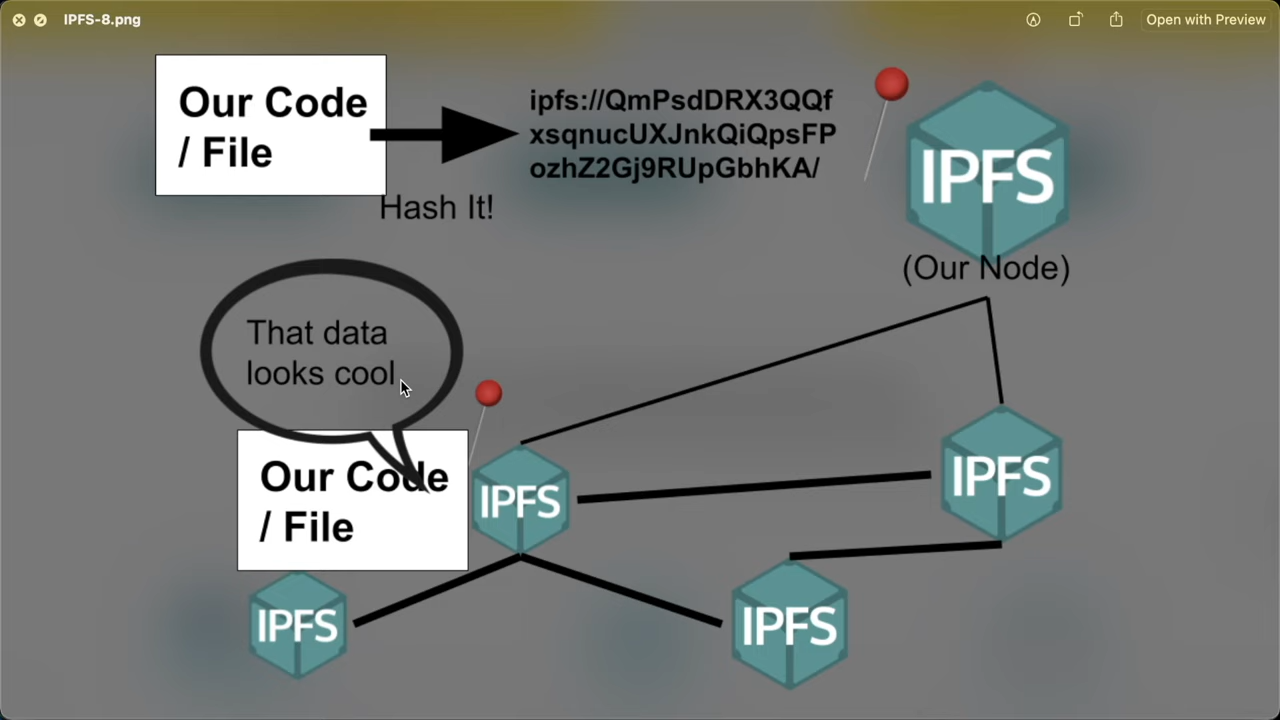 IPFS-8.png
Open with Preview
Our Code
/ File
Hash It!
ipfs://QmPsdDRX3QQf
xsqnucUXJnkQiQpsFP
ozhZ2Gj9RUpGbhKA/
IPFS
(Our Node)
That data
looks cool
Our Code
/ File
IPFS
IPFS
IPFS
IPFS